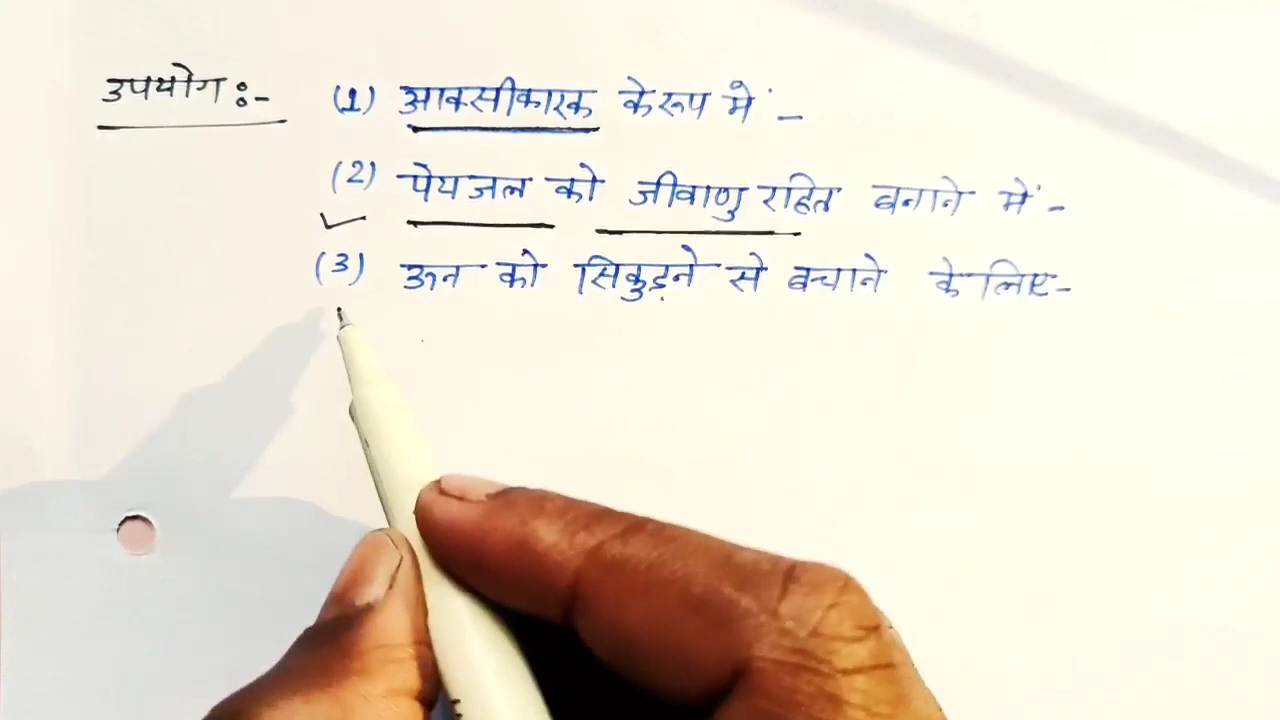 उपयोग :- (1) आक्सीकारक के रूप में -
(2) पेयजल को जीवाणु रहित बनाने में -
(3) ऊन को सिकुड़ने से बचाने के लिए -